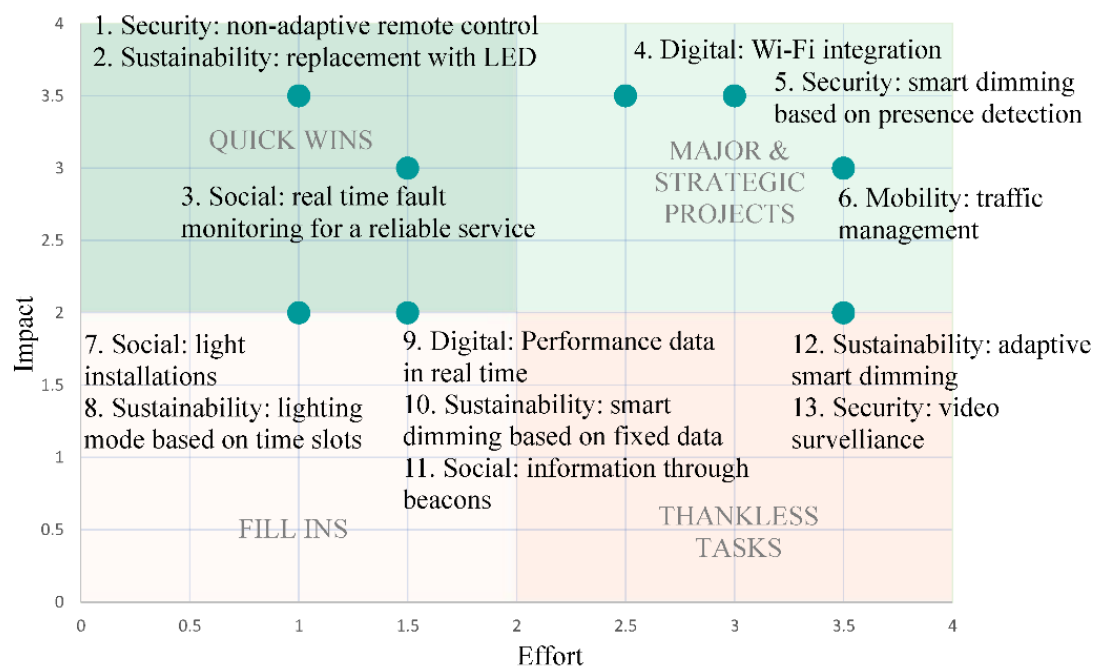 4
1. Security: non-adaptive remote control
2. Sustainability: replacement with LED
4. Digital: Wi-Fi integration
5. Security: smart dimming
based on presence detection
3.5
QUICK WINS
MAJOR &
STRATEGIC
PROJECTS
3
3. Social: real time fault
monitoring for a reliable service
6. Mobility: traffic
management
2.5
2
Impact
7. Social: light
installations
8. Sustainability: lighting
mode based on time slots
9. Digital: Performance data
in real time
10. Sustainability: smart
dimming based on fixed data
11. Social: information through
beacons
12. Sustainability: adaptive
smart dimming
13. Security: video
survelliance
1.5
1
FILL INS
THANKLESS
TASKS
0.5
0
0 0.5 1 1.5 2 2.5 3 3.5 4
Effort